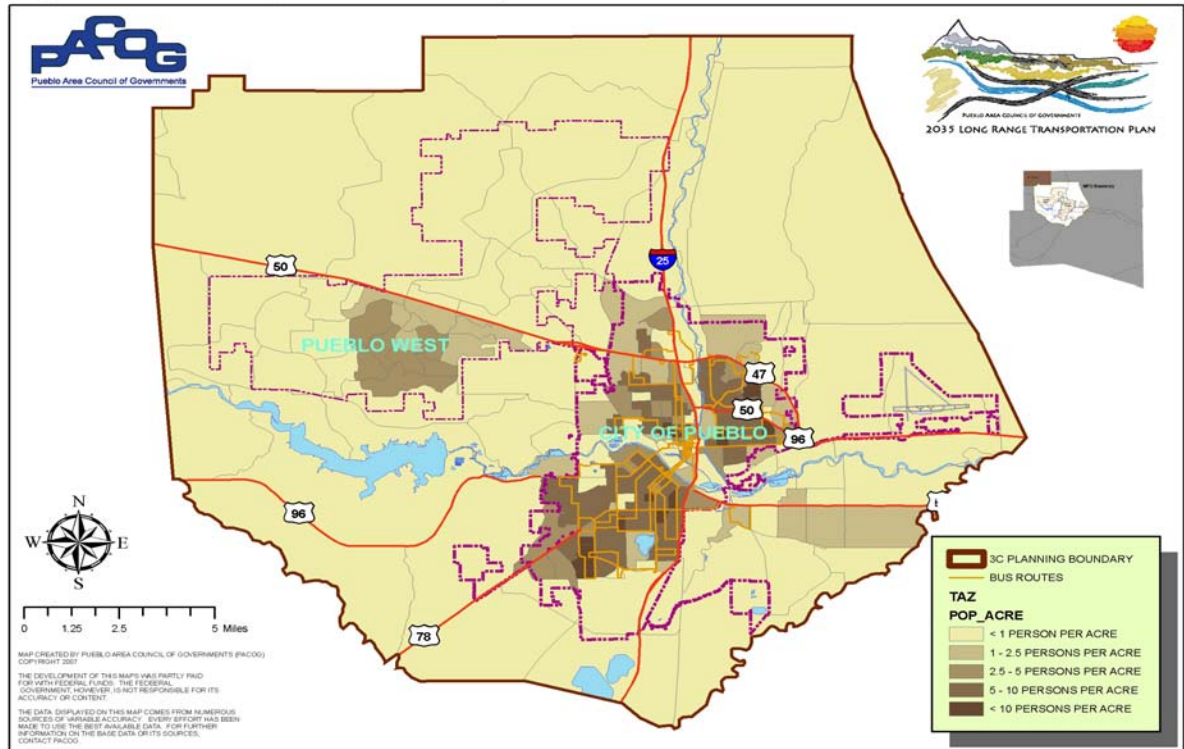 PACOG
Pueblo Area Council of Governments
PUEBLO AREA COUNCIL OF GOVERNMENTS
2035 LONG RANGE TRANSPORTATION PLAN
50
25
PUEBLO WEST
47
50
CITY OF PUEBLO
96
96
78
N
W E
S
0 1.25 2.5 5 Miles
MAP CREATED BY PUEBLO AREA COUNCIL OF GOVERNMENTS (PACOG)
COPYRIGHT 2007
THE DEVELOPMENT OF THIS MAPS WAS PARTLY PAID
FOR WITH FEDERAL FUNDS. THE FEDEERAL
GOVERNMENT, HOWEVER, IS NOT RESPONSIBLE FOR ITS
ACCURACY OR CONTENT.
THE DATA DISPLAYED ON THIS MAP COMES FROM NUMEROUS
SOURCES OF VARIABLE ACCURACY. EVERY EFFORT HAS BEEN
MADE TO USE THE BEST AVAILABLE DATA. FOR FURTHER
INFORMATION ON THE BASE DATA OR ITS SOURCES,
CONTACT PACOG.
3C PLANNING BOUNDARY
BUS ROUTES
TAZ
POP_ACRE
< 1 PERSON PER ACRE
1 - 2.5 PERSONS PER ACRE
2.5 - 5 PERSONS PER ACRE
5 - 10 PERSONS PER ACRE
< 10 PERSONS PER ACRE